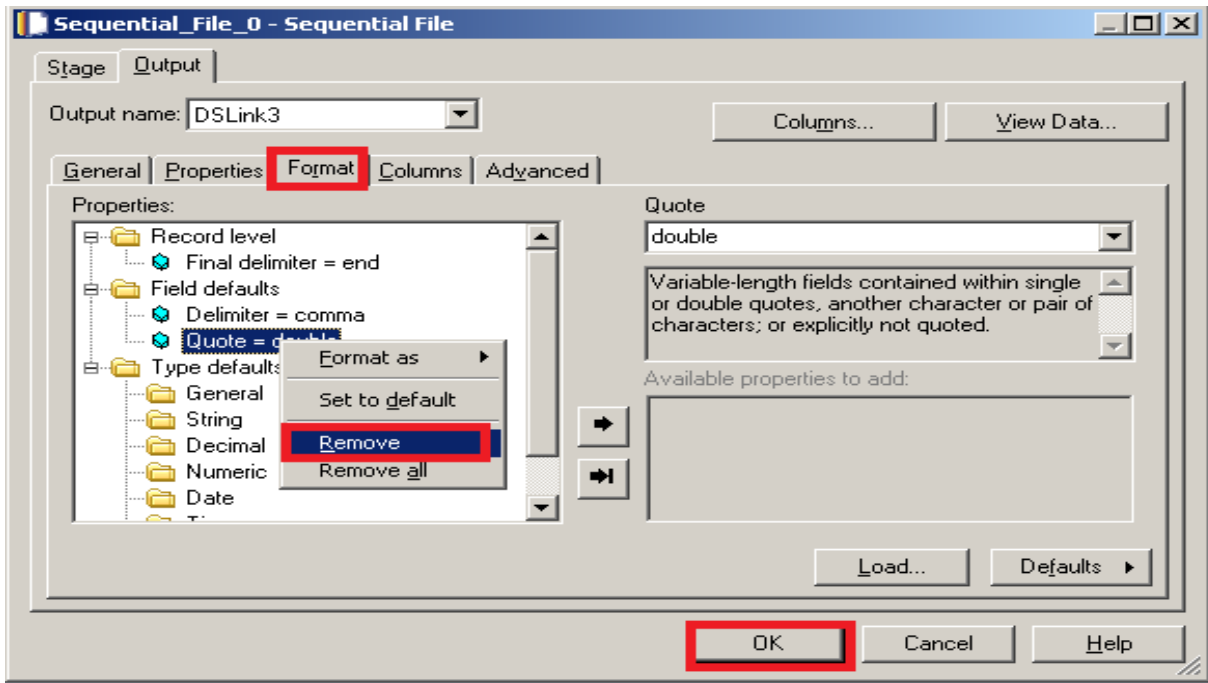 Sequential_File_0 - Sequential File
Stage Output
Output name: DSLink3
Columns... View Data...
General Properties Format Columns Advanced
Properties:
Record level
Final delimiter = end
Field defaults
Delimiter = comma
Quote =
Type defaults
General
String
Decimal
Numeric
Date
Format as
Set to default
Remove
Remove all
Quote
double
Variable-length fields contained within single
or double quotes, another character or pair of
characters; or explicitly not quoted.
Available properties to add:
Load... Defaults
OK Cancel Help